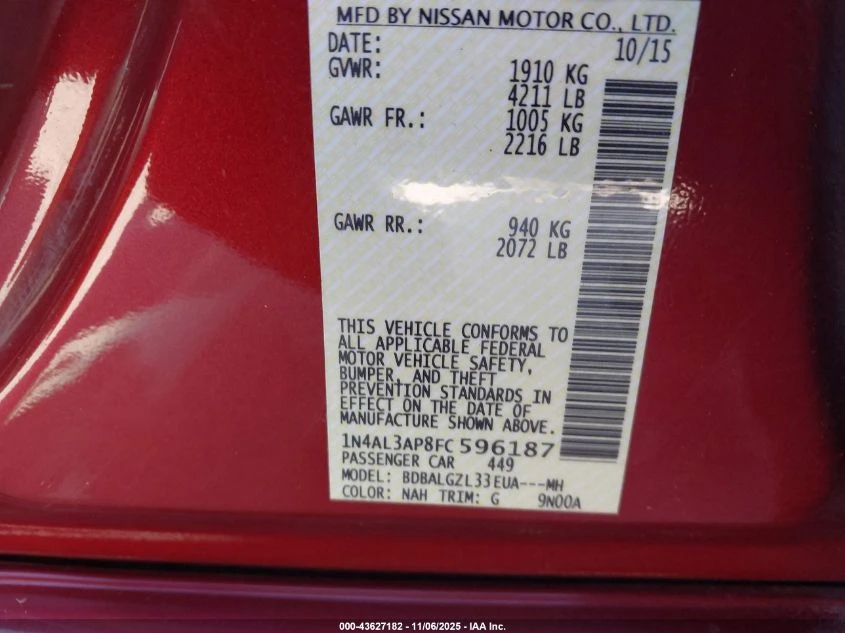 MFD BY NISSAN MOTOR CO., LTD.
DATE: 10/15
GVWR: 1910 KG
4211 LB
GAWR FR.: 1005 KG
2216 LB
GAWR RR.: 940 KG
2072 LB
THIS VEHICLE CONFORMS TO
ALL APPLICABLE FEDERAL
MOTOR VEHICLE SAFETY,
BUMPER, AND THEFT
PREVENTION STANDARDS IN
EFFECT ON THE DATE OF
MANUFACTURE SHOWN ABOVE.
1N4AL3AP8FC596187
PASSENGER CAR 449
MODEL: BDBALGZL33EUA---MH
COLOR: NAH TRIM: G 9N00A
000-43627182 - 11/06/2025 - IAA Inc.